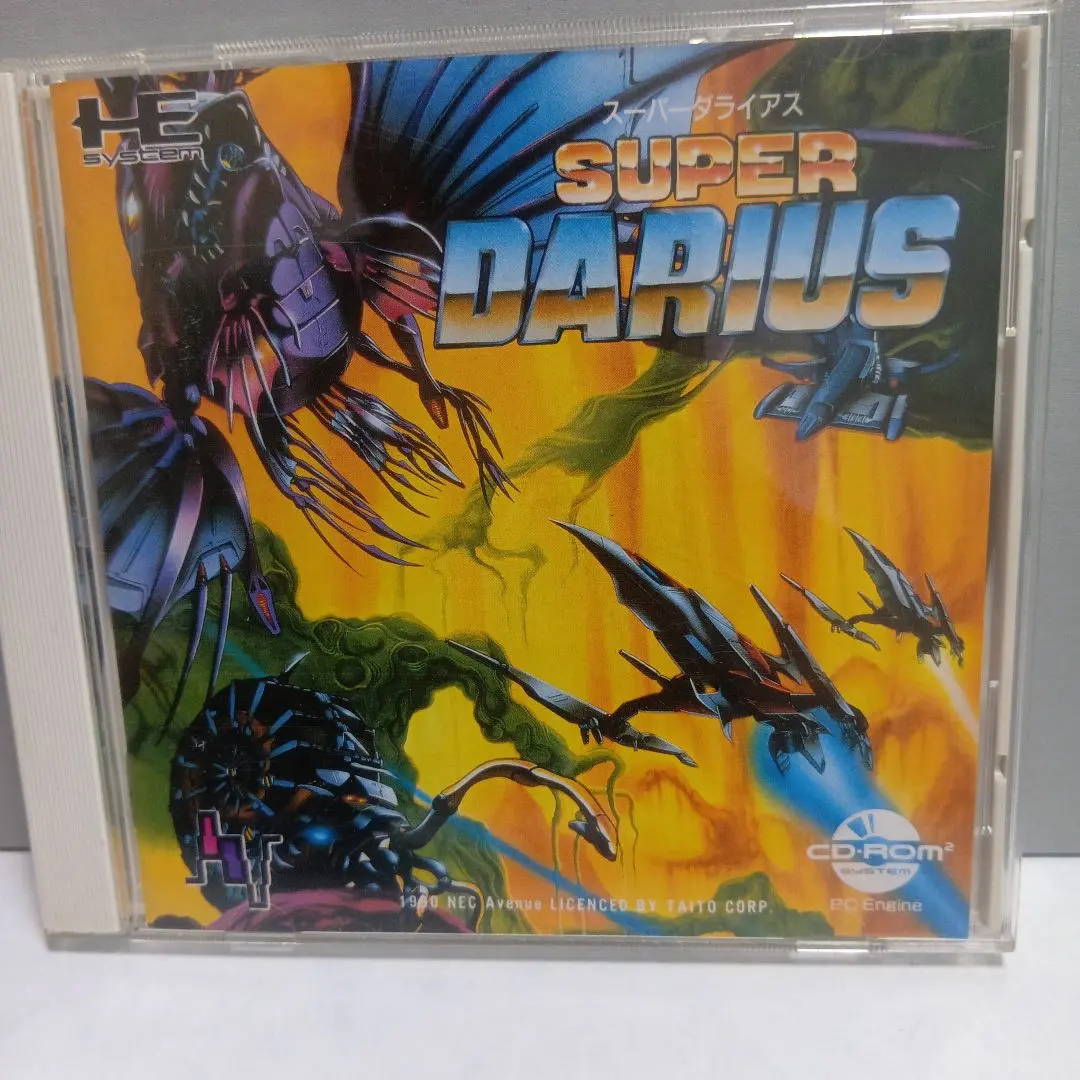 HE
system
スーパーダライアス
SUPER
DARIUS
CD-ROM²
SYSTEM
PC Engine
1990 NEC Avenue LICENCED BY TAITO CORP.